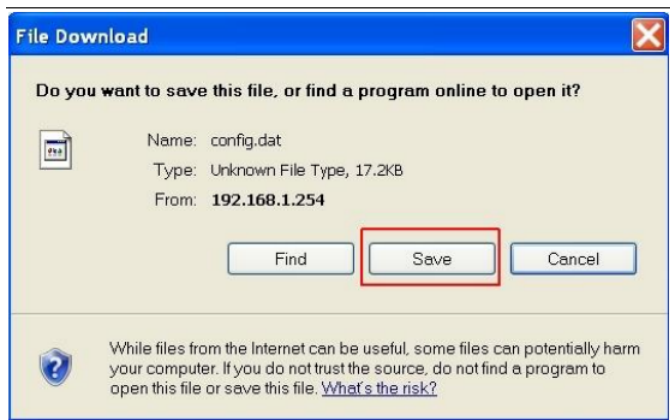 File Download
Do you want to save this file, or find a program online to open it?
Name: config.dat
Type: Unknown File Type, 17.2KB
From: 192.168.1.254
Find Save Cancel
While files from the Internet can be useful, some files can potentially harm
your computer. If you do not trust the source, do not find a program to
open this file or save this file. What's the risk?